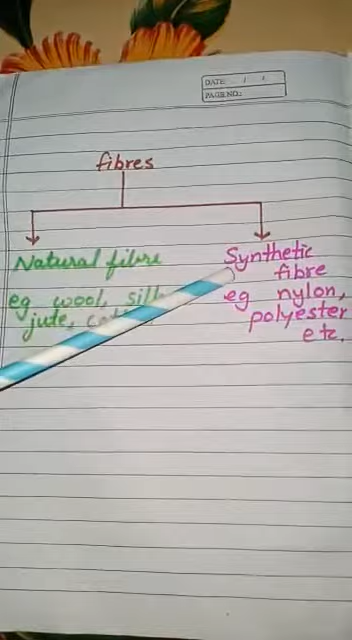 DATE: / /
PAGE NO.:
fibres
Natural fibre
eg wool, silk
jute,
Synthetic
fibre
eg nylon,
polyester
etc.